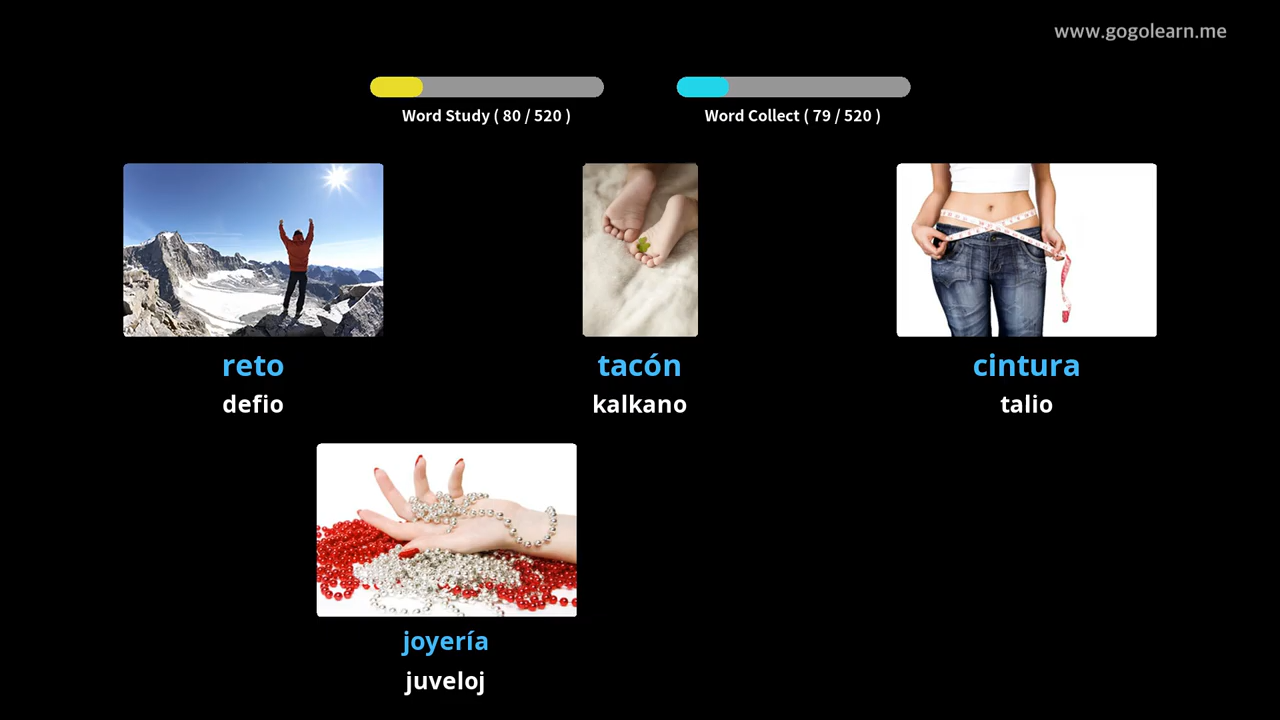 www.gogolearn.me
Word Study ( 80 / 520 )
Word Collect ( 79 / 520 )
reto
defio
tacón
kalkano
cintura
talio
joyería
juveloj